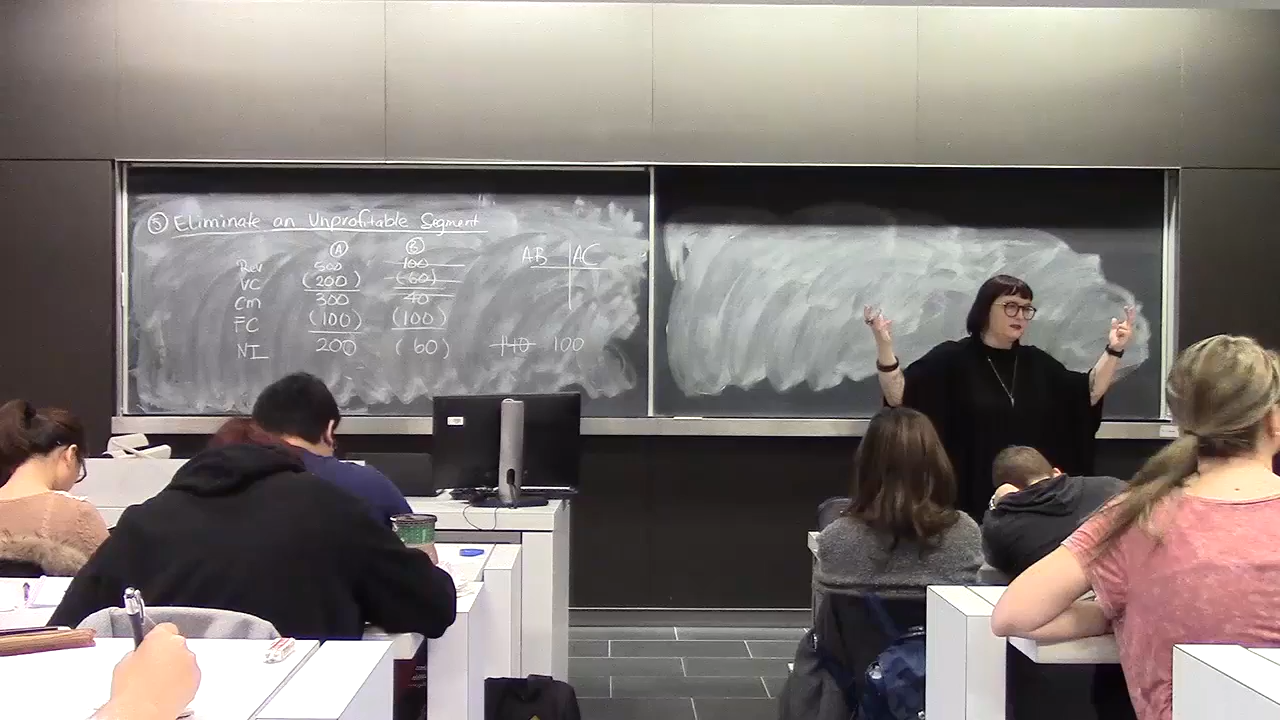 ⑤ Eliminate an Unprofitable Segment
Ⓐ Ⓑ
Rev 500 100 AB AC
VC (200) (60)
Cm 300 40
FC (100) (100)
NI 200 (60) 140 100